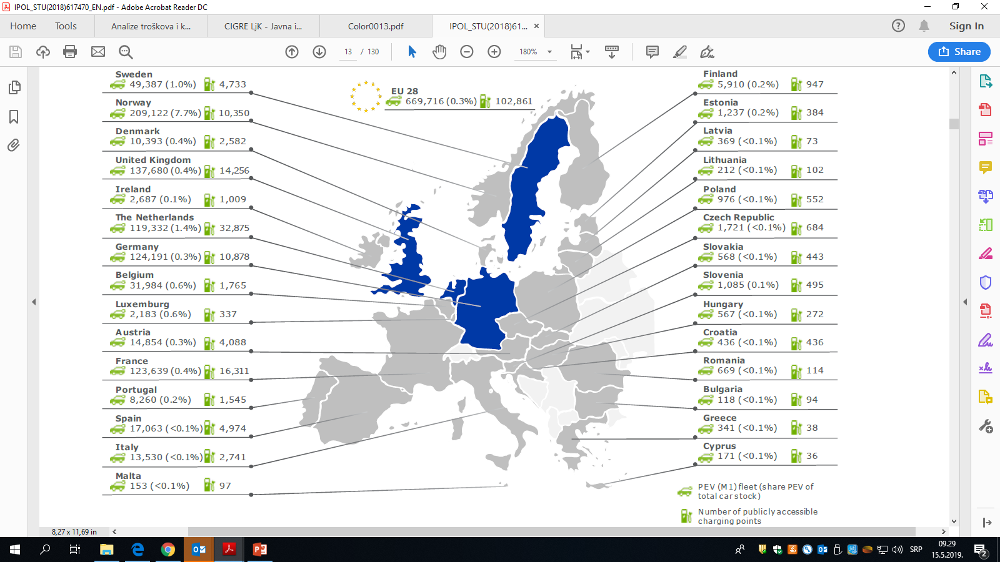 IPOL_STU(2018)617470_EN.pdf - Adobe Acrobat Reader DC
Home
Tools
Analize troškova i k...
CIGRE LjK - Javna i...
Color0013.pdf
IPOL_STU(2018)61...
Sign In
13 / 130
180%
Share
Sweden
49,387 (1.0%) 4,733
Norway
209,122 (7.7%) 10,350
Denmark
10,393 (0.4%) 2,582
United Kingdom
137,680 (0.4%) 14,256
Ireland
2,687 (0.1%) 1,009
The Netherlands
119,332 (1.4%) 32,875
Germany
124,191 (0.3%) 10,878
Belgium
31,984 (0.6%) 1,765
Luxemburg
2,183 (0.6%) 337
Austria
14,854 (0.3%) 4,088
France
123,639 (0.4%) 16,311
Portugal
8,260 (0.2%) 1,545
Spain
17,063 (<0.1%) 4,974
Italy
13,530 (<0.1%) 2,741
Malta
153 (<0.1%) 97
EU 28
669,716 (0.3%) 102,861
Finland
5,910 (0.2%) 947
Estonia
1,237 (0.2%) 384
Latvia
369 (<0.1%) 73
Lithuania
212 (<0.1%) 102
Poland
976 (<0.1%) 552
Czech Republic
1,721 (<0.1%) 684
Slovakia
568 (<0.1%) 443
Slovenia
1,085 (0.1%) 495
Hungary
567 (<0.1%) 272
Croatia
436 (<0.1%) 436
Romania
669 (<0.1%) 114
Bulgaria
118 (<0.1%) 94
Greece
341 (<0.1%) 38
Cyprus
171 (<0.1%) 36
PEV (M1) fleet (share PEV of
total car stock)
Number of publicly accessible
charging points
8,27 x 11,69 in
SRP
09.29
15.5.2019.
2